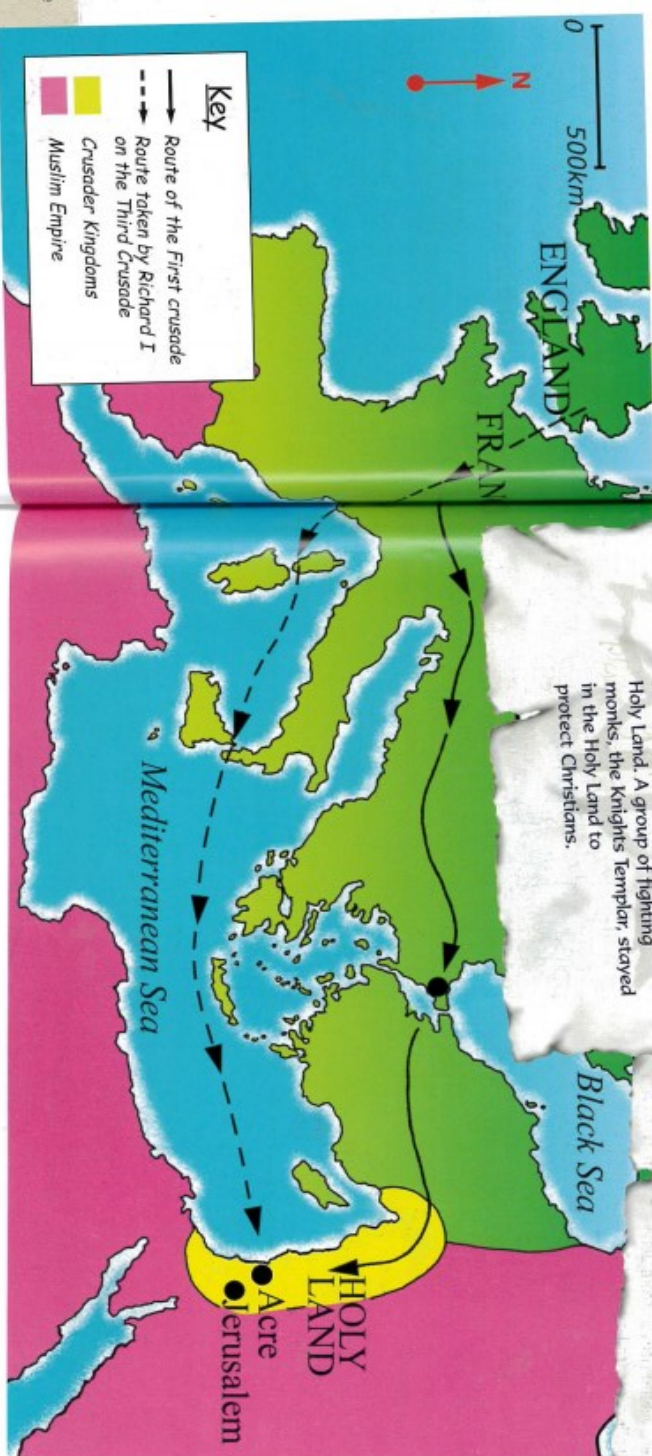 0
500km
N
Key
Route of the First crusade
Route taken by Richard I
on the Third Crusade
Crusader Kingdoms
Muslim Empire
ENGLAND
FRAN
Holy Land. A group of fighting
monks, the Knights Templar, stayed
in the Holy Land to
protect Christians.
Black Sea
Mediterranean Sea
HOLY
LAND
Acre
Jerusalem